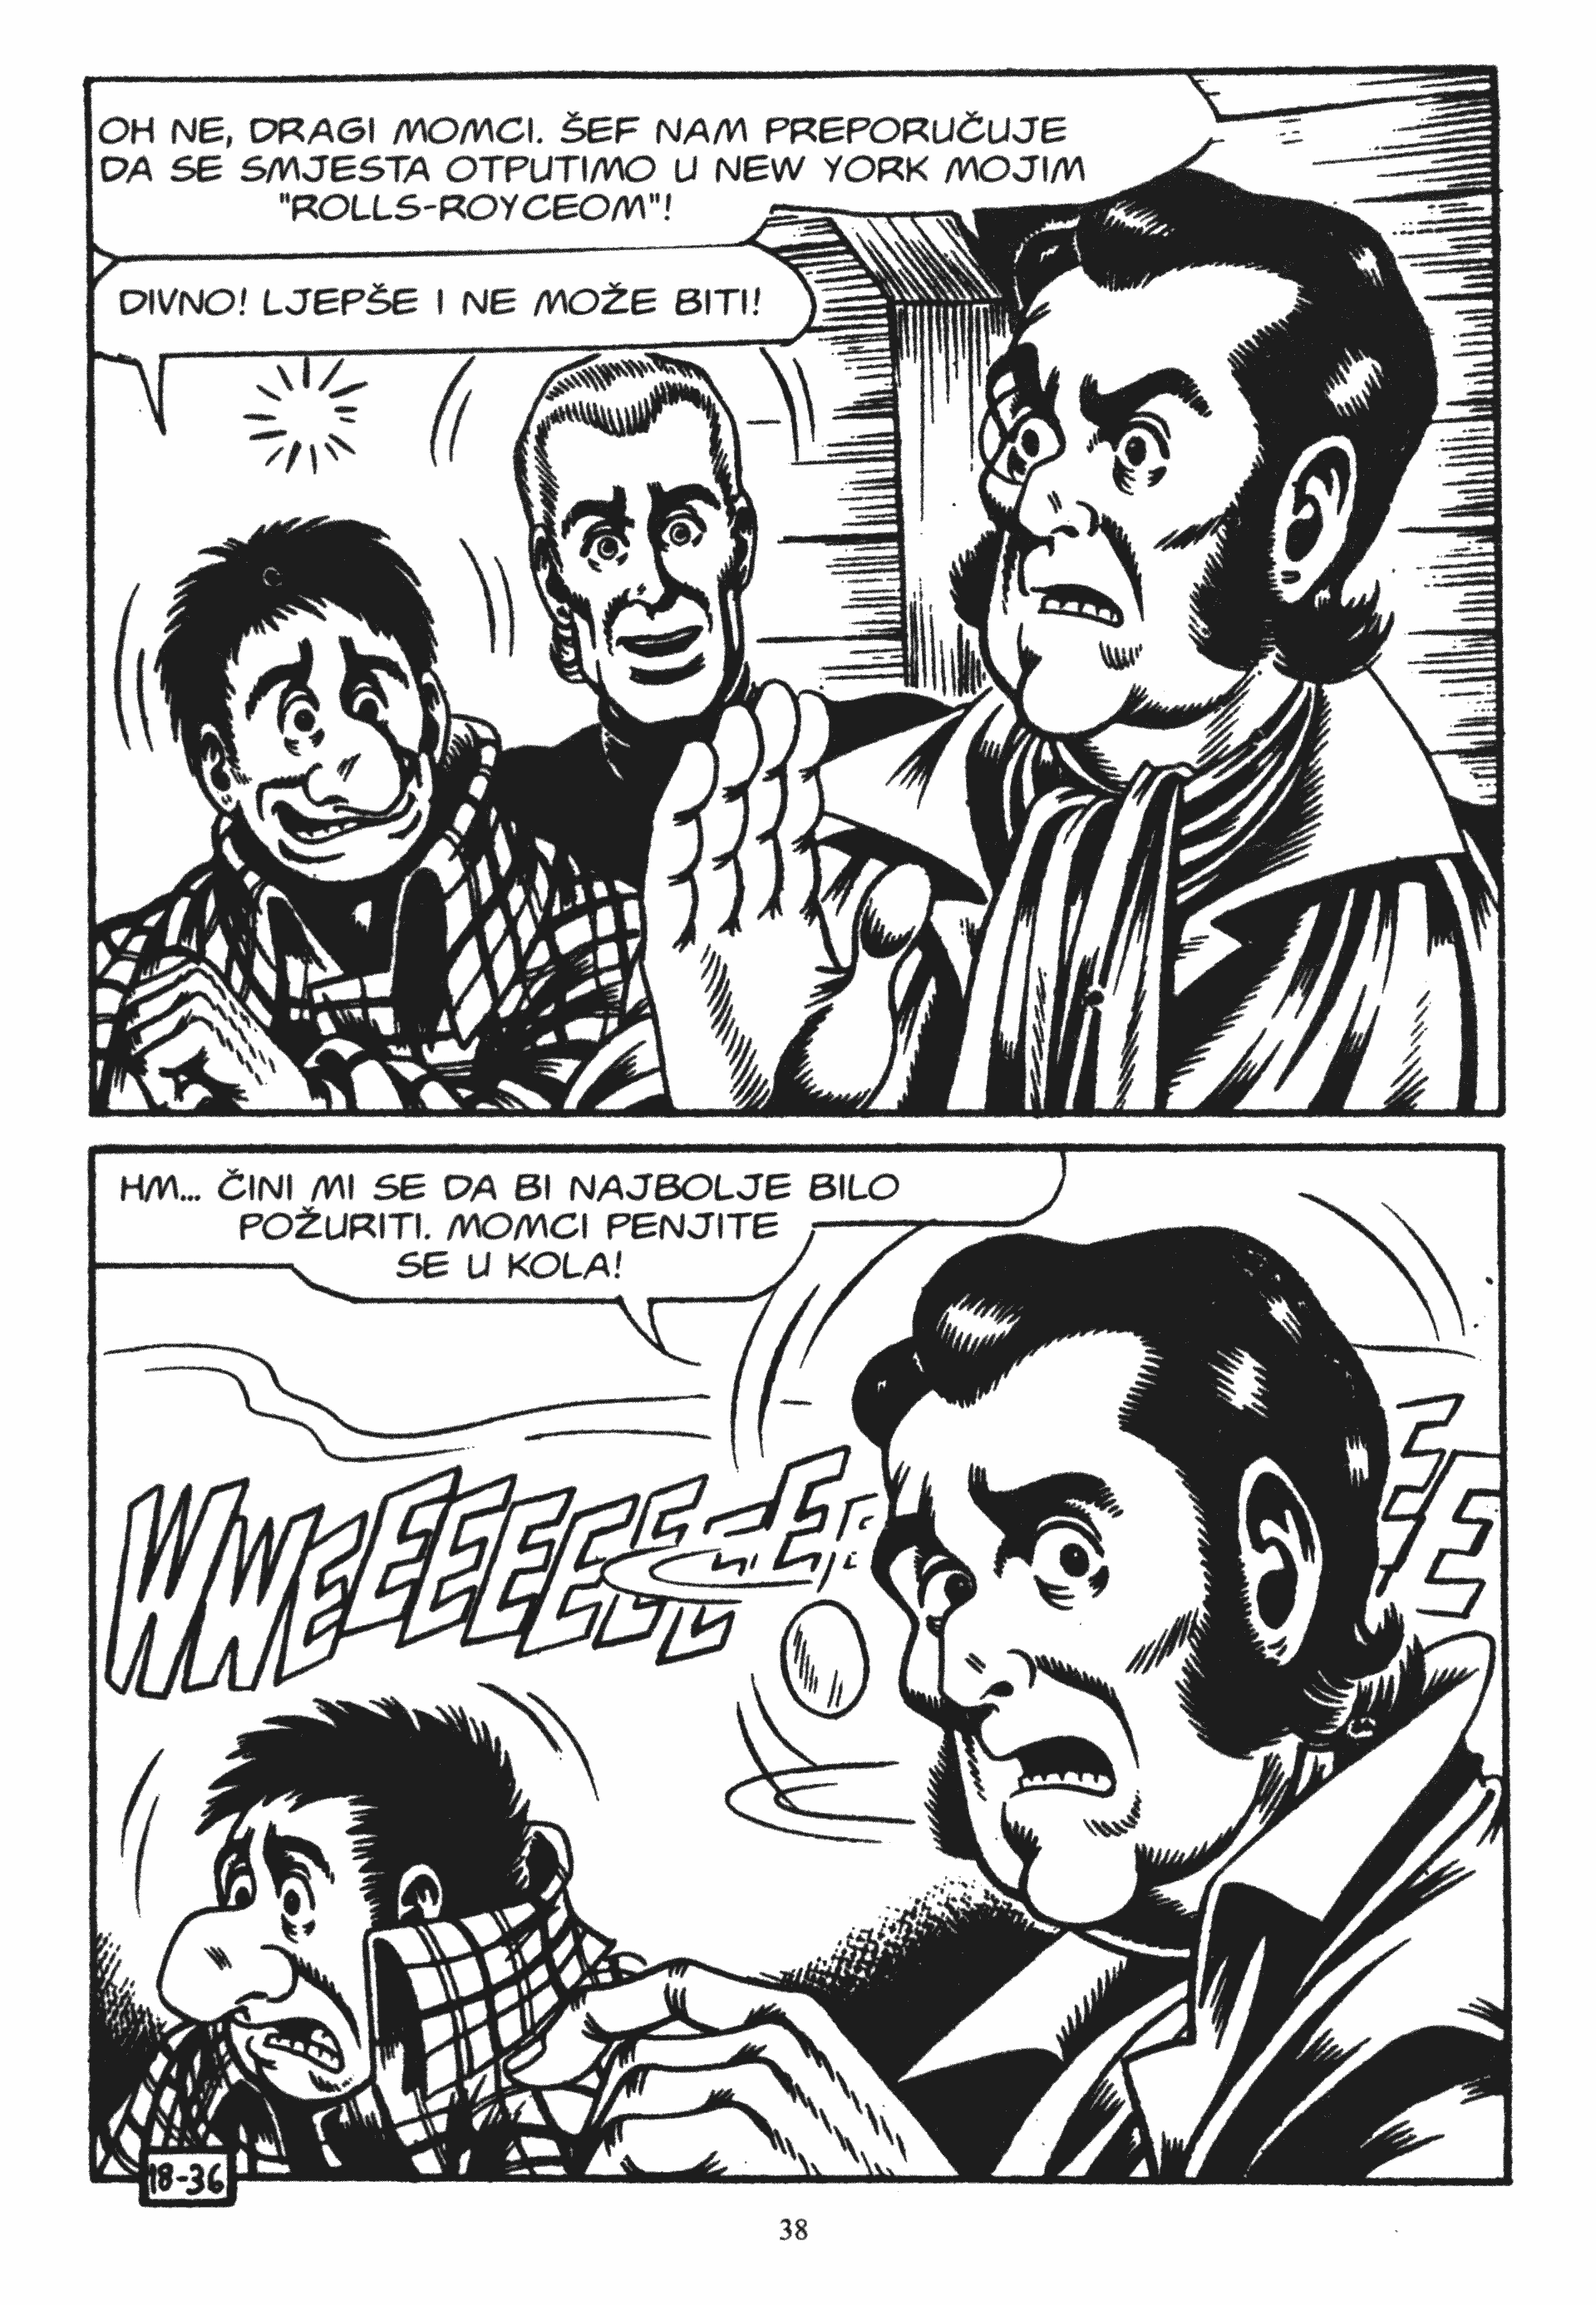 OH NE, DRAGI MOMCI. ŠEF NAM PREPORUČUJE
DA SE SMJESTA OTPUTIMO U NEW YORK MOJIM
"ROLLS-ROYCEOM"!
DIVNO! LJEPŠE I NE MOŽE BITI!
HM... ČINI MI SE DA BI NAJBOLJE BILO
POŽURITI. MOMCI PENJITE
SE U KOLA!
18-36
38